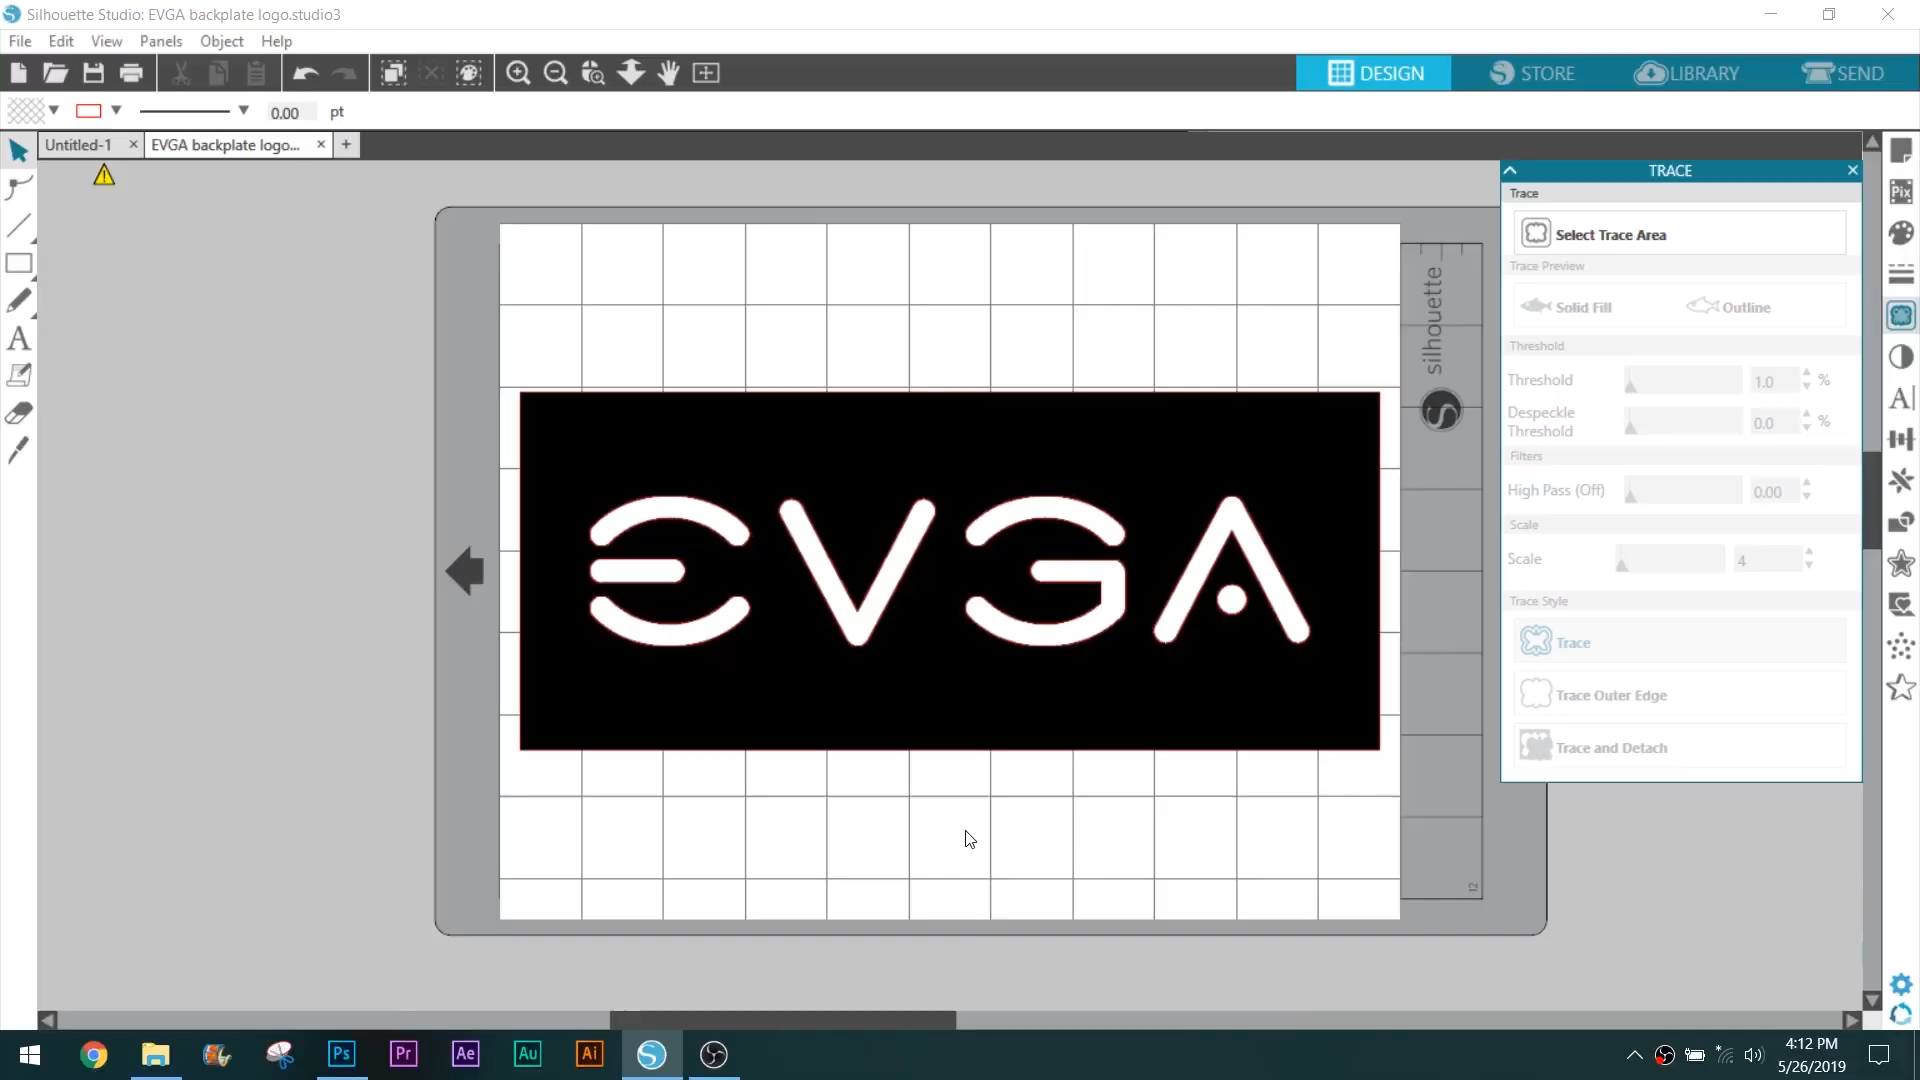 Silhouette Studio: EVGA backplate logo.studio3
File Edit View Panels Object Help
DESIGN STORE LIBRARY SEND
0.00 pt
Untitled-1 EVGA backplate logo...
TRACE
Trace
Select Trace Area
Trace Preview
Solid Fill Outline
Threshold
Threshold 1.0 %
Despeckle Threshold 0.0 %
Filters
High Pass (Off) 0.00
Scale
Scale 4
Trace Style
Trace
Trace Outer Edge
Trace and Detach
silhouette
EVGA
12
Pix
A
A
Ps Pr Ae Au Ai
4:12 PM
5/26/2019